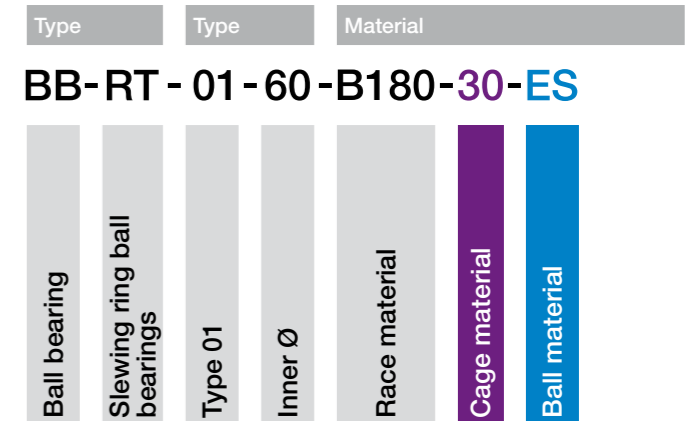 Type Type Material
BB-RT-01-60-B180-30-ES
Ball bearing
Slewing ring ball
bearings
Type 01
Inner Ø
Race material
Cage material
Ball material